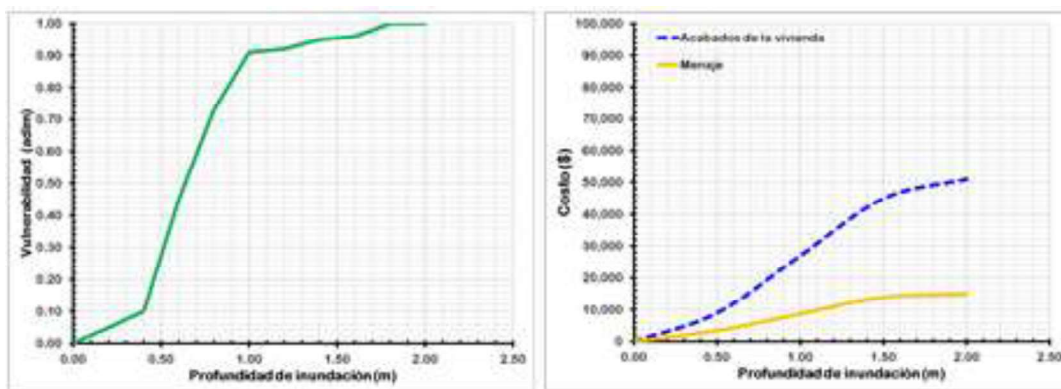 1.00
0.90
0.80
0.70
0.60
0.50
0.40
0.30
0.20
0.10
0.00
Vulnerabilidad (adim)
0.00 0.50 1.00 1.50 2.00 2.50
Profundidad de inundación (m)
100,000
90,000
80,000
70,000
60,000
50,000
40,000
30,000
20,000
10,000
0
Costo ($)
Acabados de la vivienda
Menaje
0.00 0.50 1.00 1.50 2.00 2.50
Profundidad de inundación (m)